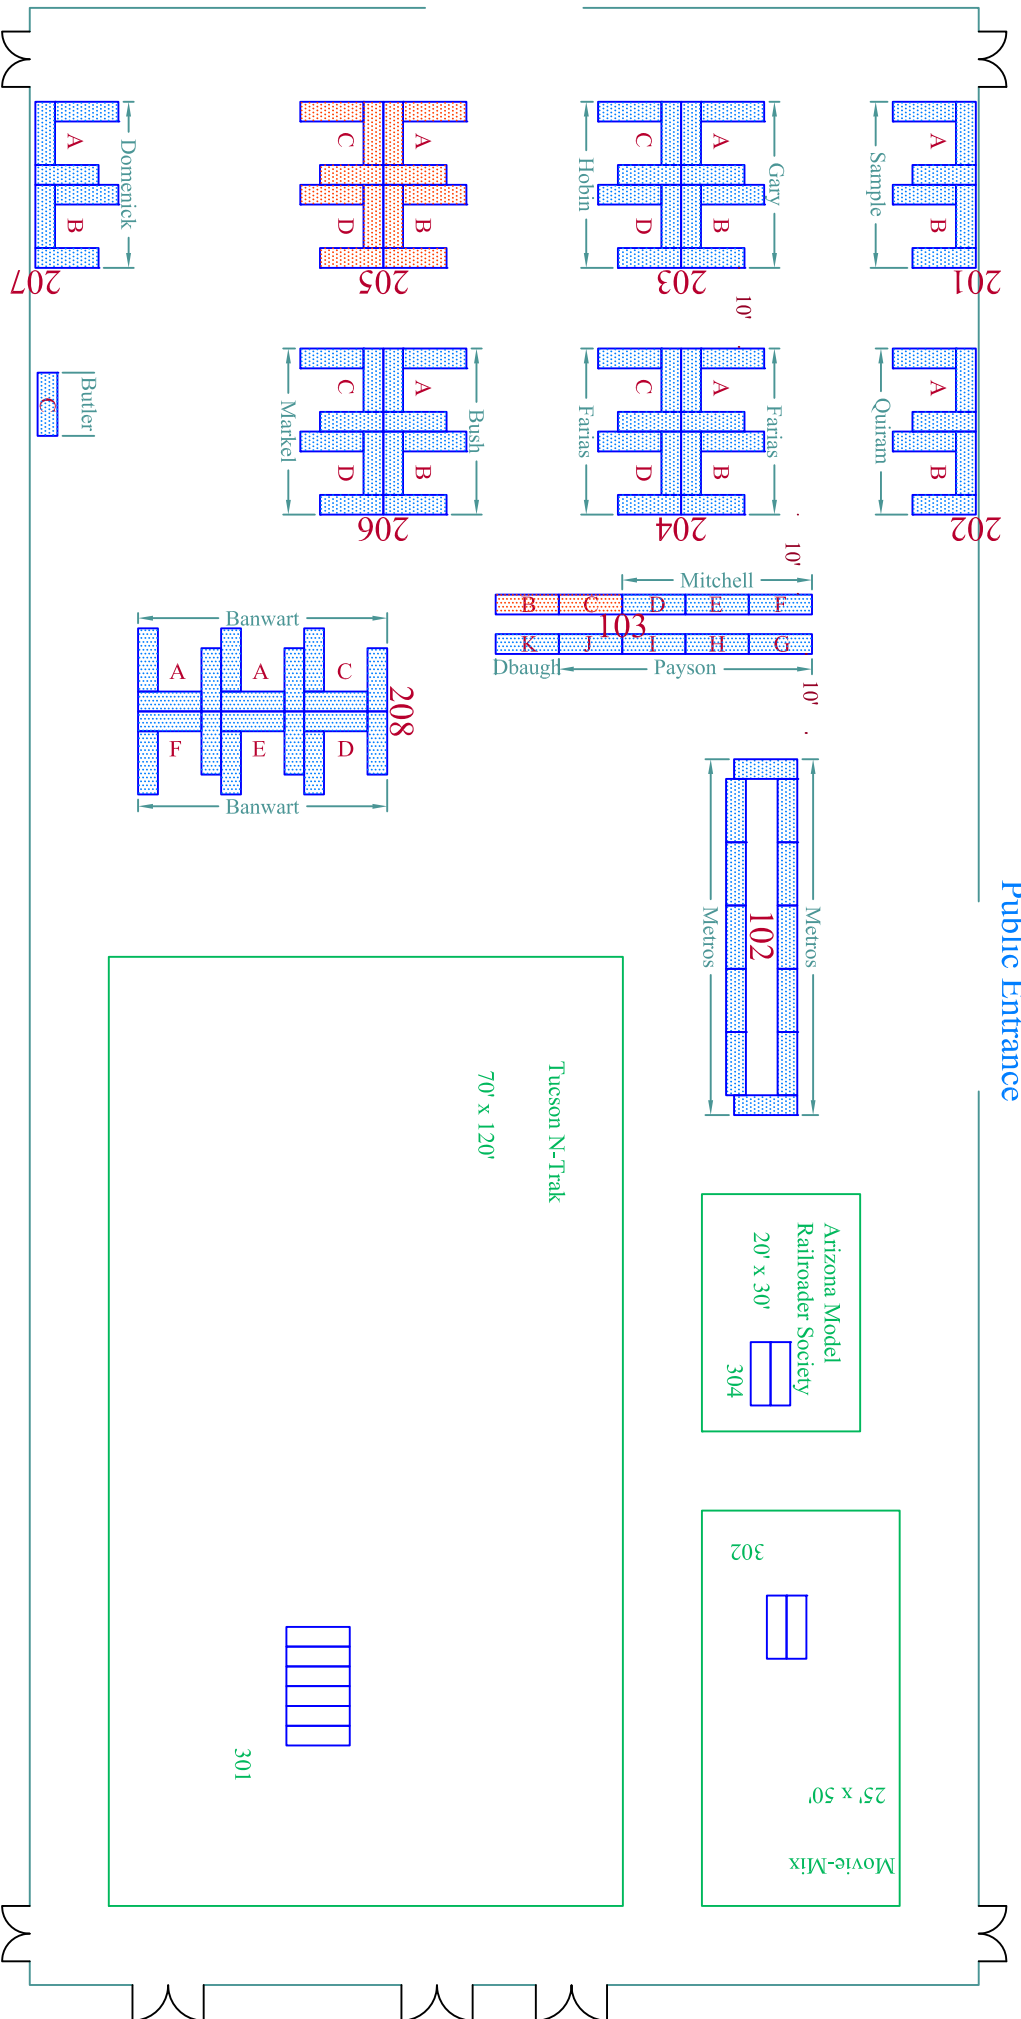 A
C
A
C
A
A
Domenick
Hobin
Gary
Sample
B
D
B
D
B
B
207
205
203
201
10'
Butler
C
C
A
C
A
A
Markel
Bush
Farias
Farias
Quiram
D
B
D
B
B
206
204
202
10'
Mitchell
B C D E F
103
K J I H G
Dbaugh
Payson
10'
Banwart
A A C
208
F E D
Banwart
Metros
102
Metros
Public Entrance
Tucson N-Trak
70' x 120'
301
Arizona Model
Railroader Society
20' x 30'
304
302
25' x 50'
Movie-Mix